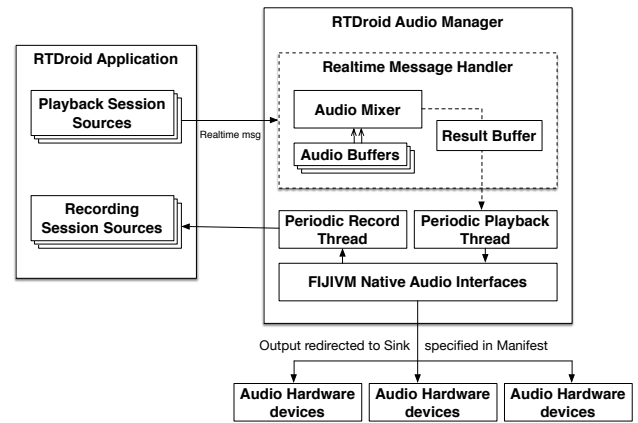 RTDroid Audio Manager
RTDroid Application
Realtime Message Handler
Playback Session
Sources
Audio Mixer
Realtime msg
Result Buffer
Audio Buffers
Recording
Session Sources
Periodic Record
Thread
Periodic Playback
Thread
FIJIVM Native Audio Interfaces
Output redirected to Sink specified in Manifest
Audio Hardware
devices
Audio Hardware
devices
Audio Hardware
devices